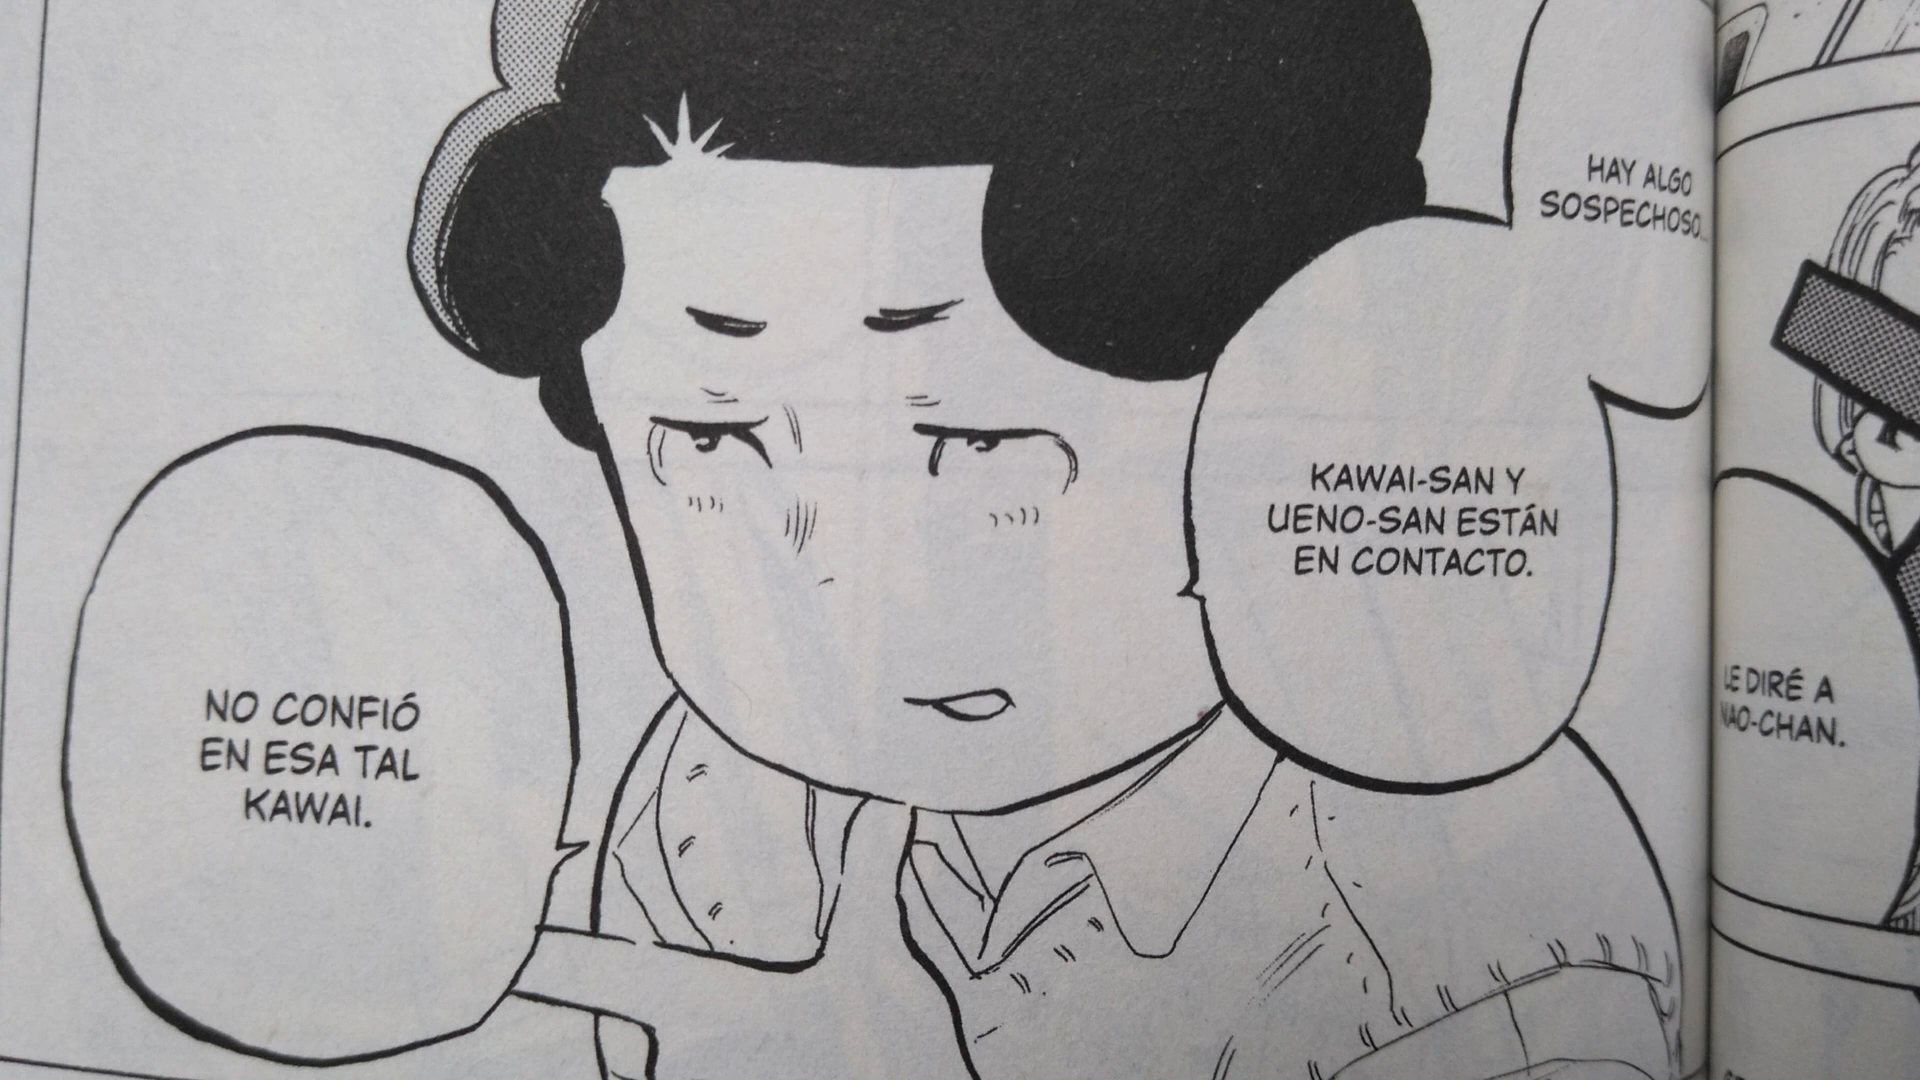 HAY ALGO
SOSPECHOSO...
KAWAI-SAN Y
UENO-SAN ESTÁN
EN CONTACTO.
NO CONFIÓ
EN ESA TAL
KAWAI.
LE DIRÉ A
NAO-CHAN.